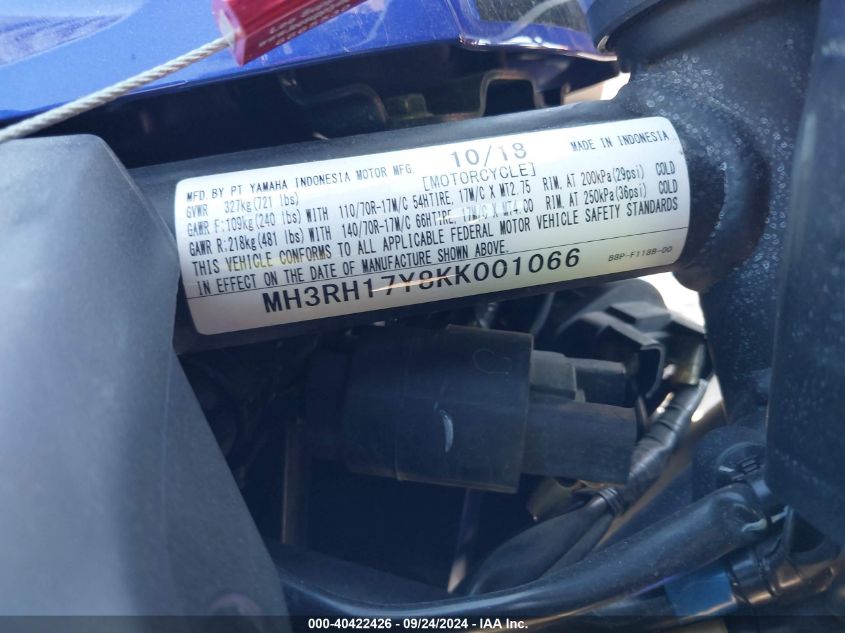 MFD. BY PT YAMAHA INDONESIA MOTOR MFG. 10/18 MADE IN INDONESIA
GVWR 327kg(721 lbs) [MOTORCYCLE]
GAWR F:109kg(240 lbs) WITH 110/70R-17M/C 54HTIRE, 17M/C X MT2.75 RIM. AT 200kPa(29psi) COLD
GAWR R:218kg(481 lbs) WITH 140/70R-17M/C 66HTIRE, 17M/C X MT4.00 RIM. AT 250kPa(36psi) COLD
THIS VEHICLE CONFORMS TO ALL APPLICABLE FEDERAL MOTOR VEHICLE SAFETY STANDARDS
IN EFFECT ON THE DATE OF MANUFACTURE SHOWN ABOVE.
MH3RH17Y8KK001066 B8P-F118B-00
000-40422426 - 09/24/2024 - IAA Inc.